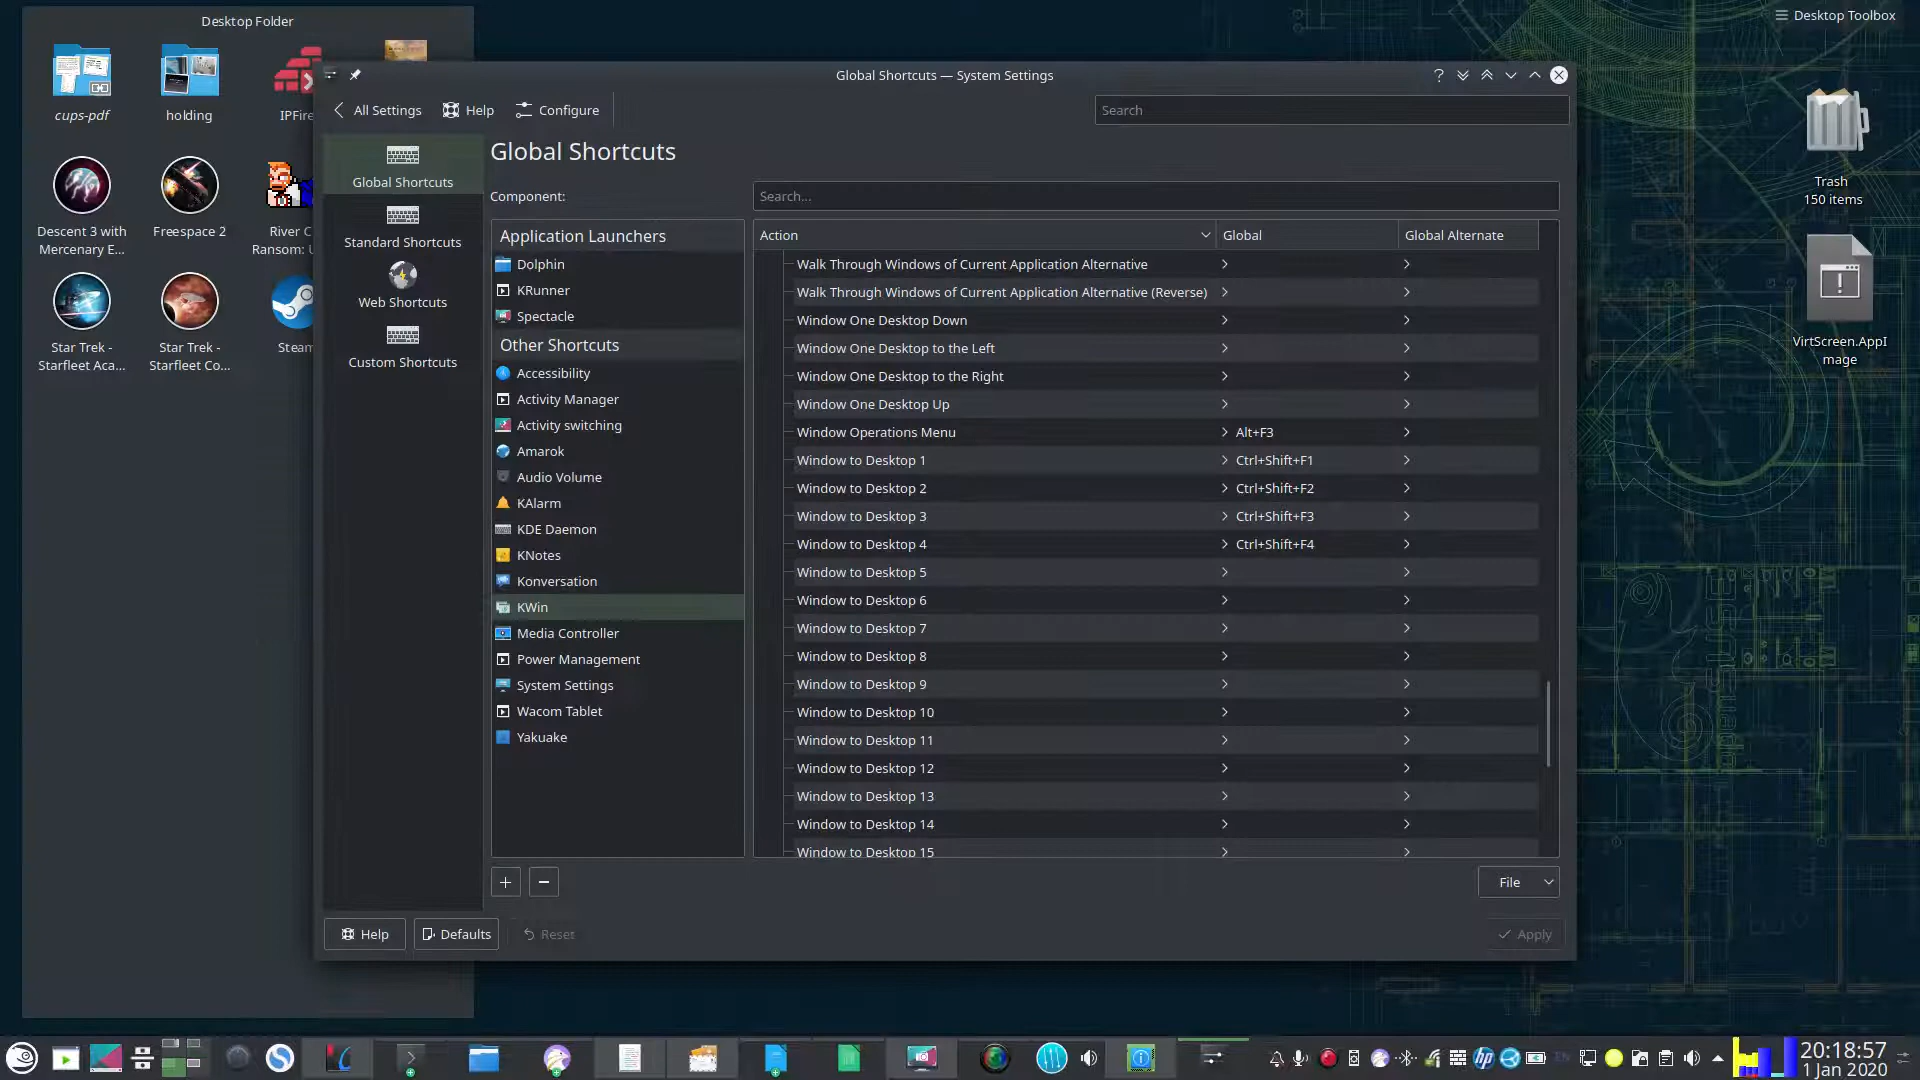 Desktop Folder
Desktop Toolbox
cups-pdf
holding
IPFire
Descent 3 with
Mercenary E...
Freespace 2
River C
Ransom: U
Star Trek -
Starfleet Aca...
Star Trek -
Starfleet Co...
Steam
Trash
150 items
VirtScreen.AppI
mage
Global Shortcuts — System Settings
All Settings
Help
Configure
Search
Global Shortcuts
Standard Shortcuts
Web Shortcuts
Custom Shortcuts
Global Shortcuts
Component:
Search...
Application Launchers
Dolphin
KRunner
Spectacle
Other Shortcuts
Accessibility
Activity Manager
Activity switching
Amarok
Audio Volume
KAlarm
KDE Daemon
KNotes
Konversation
KWin
Media Controller
Power Management
System Settings
Wacom Tablet
Yakuake
Action Global Global Alternate
Walk Through Windows of Current Application Alternative
Walk Through Windows of Current Application Alternative (Reverse)
Window One Desktop Down
Window One Desktop to the Left
Window One Desktop to the Right
Window One Desktop Up
Window Operations Menu Alt+F3
Window to Desktop 1 Ctrl+Shift+F1
Window to Desktop 2 Ctrl+Shift+F2
Window to Desktop 3 Ctrl+Shift+F3
Window to Desktop 4 Ctrl+Shift+F4
Window to Desktop 5
Window to Desktop 6
Window to Desktop 7
Window to Desktop 8
Window to Desktop 9
Window to Desktop 10
Window to Desktop 11
Window to Desktop 12
Window to Desktop 13
Window to Desktop 14
Window to Desktop 15
File
Help
Defaults
Reset
Apply
hp
EN
20:18:57
1 Jan 2020